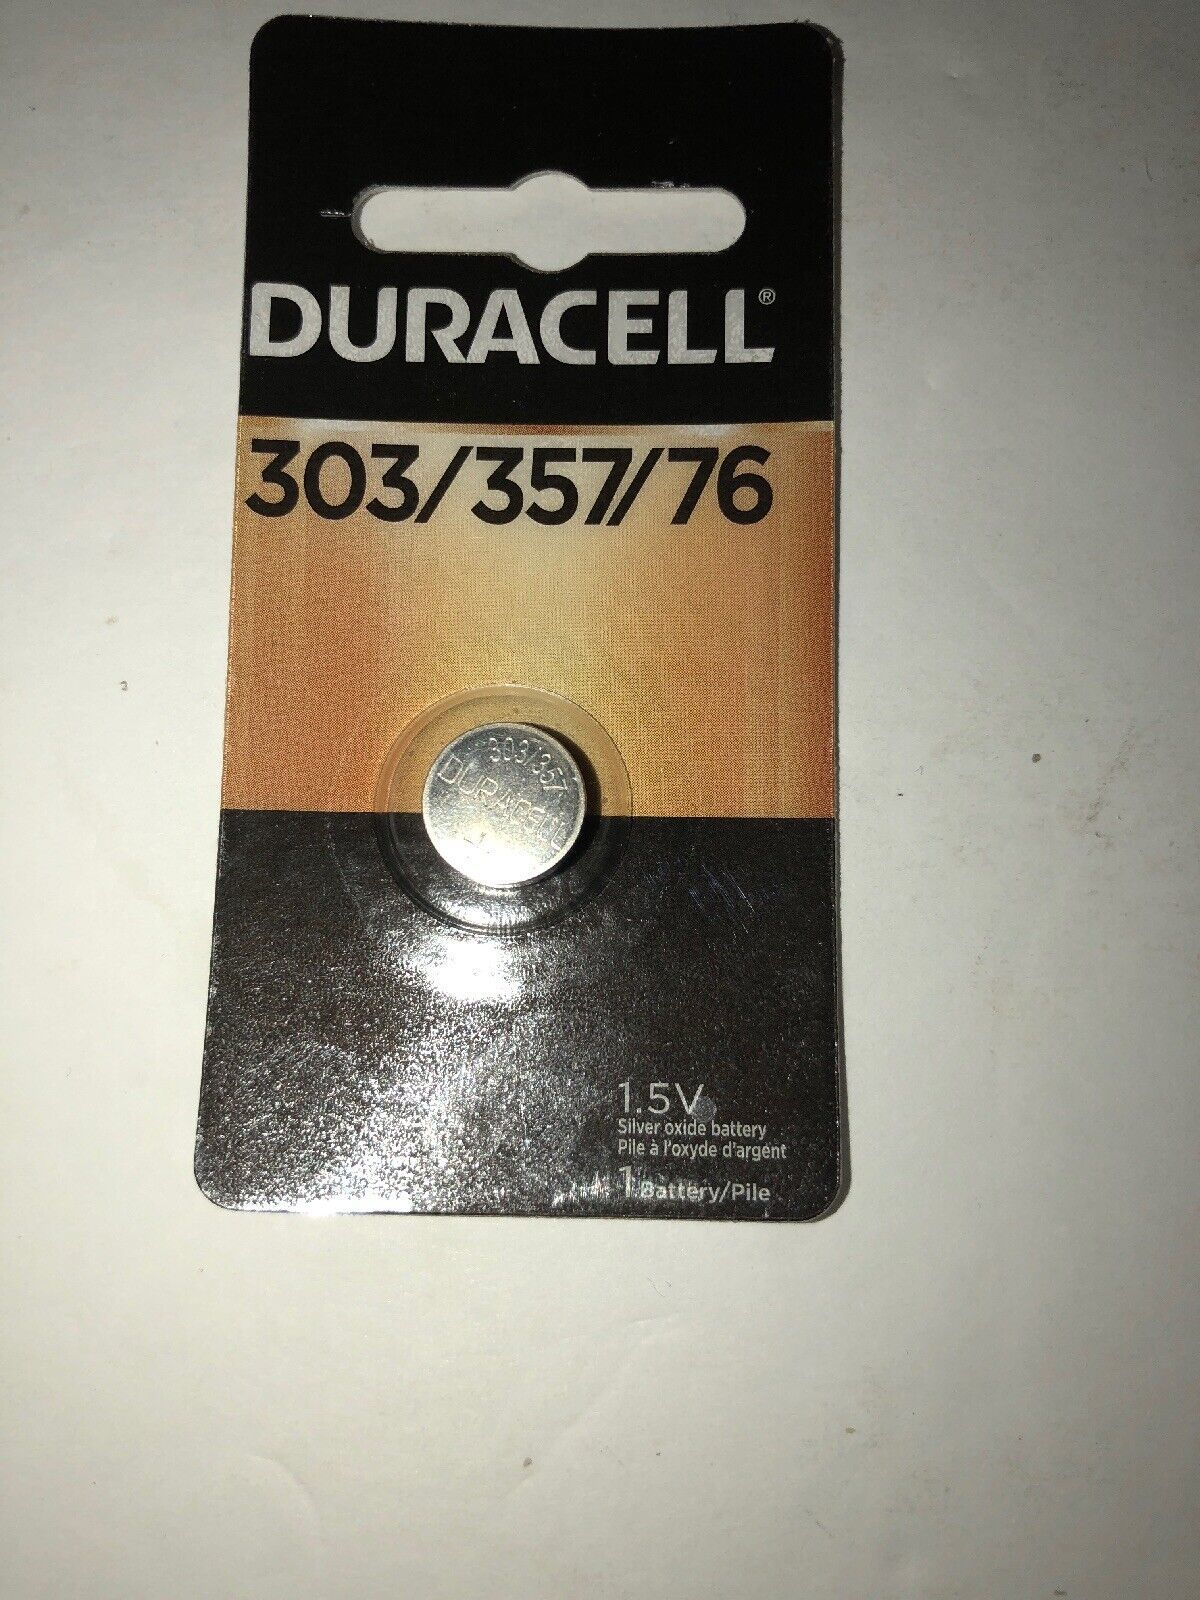 DURACELL®
303/357/76
303/357
DURACELL
1.5V
Silver oxide battery
Pile à l'oxyde d'argent
1 Battery/Pile